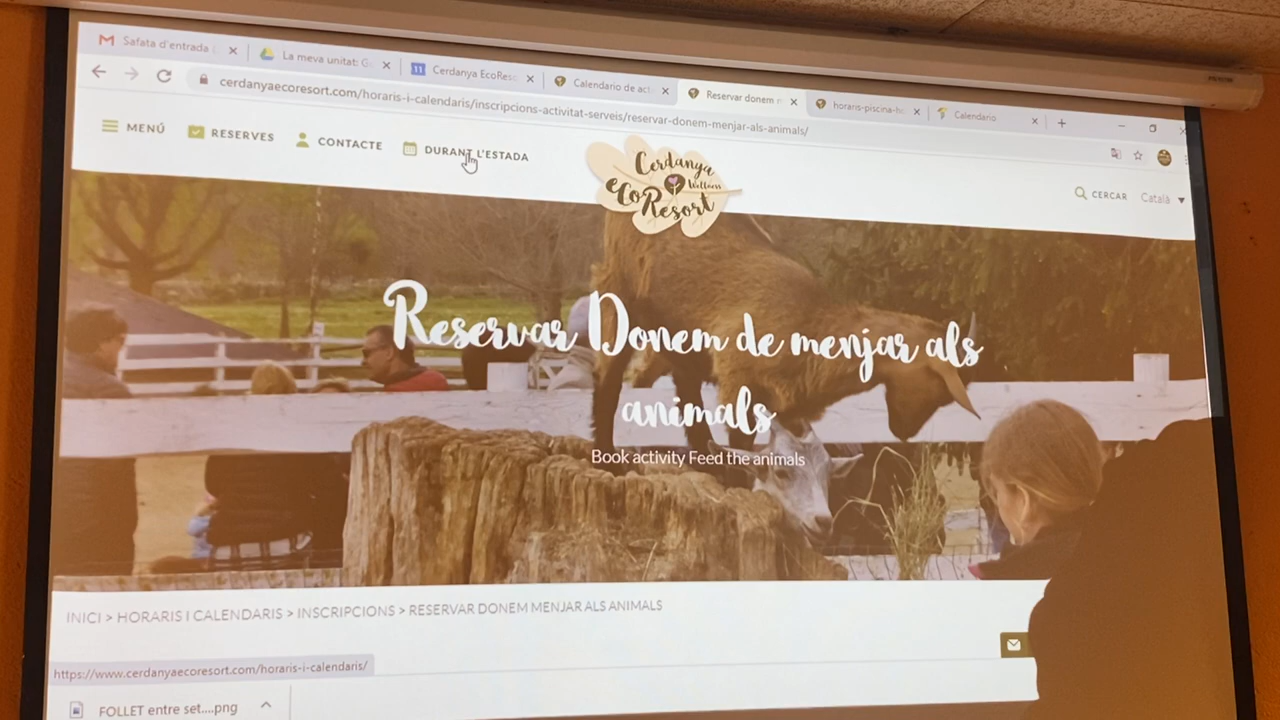 Safata d'entrada
La meva unitat: G
11
Cerdanya EcoRes
Calendario de act
Reservar donem
horaris-piscina-
Calendario
cerdanyaecoresort.com/horaris-i-calendaris/inscripcions-activitat-serveis/reservar-donem-menjar-als-animals/
MENÚ
RESERVES
CONTACTE
DURANT L'ESTADA
Cerdanya
ecoResort
Wellness
CERCAR
Català
Reservar Donem de menjar als
animals
Book activity Feed the animals
INICI > HORARIS I CALENDARIS > INSCRIPCIONS > RESERVAR DONEM MENJAR ALS ANIMALS
https://www.cerdanyaecoresort.com/horaris-i-calendaris/
FOLLET entre set....png